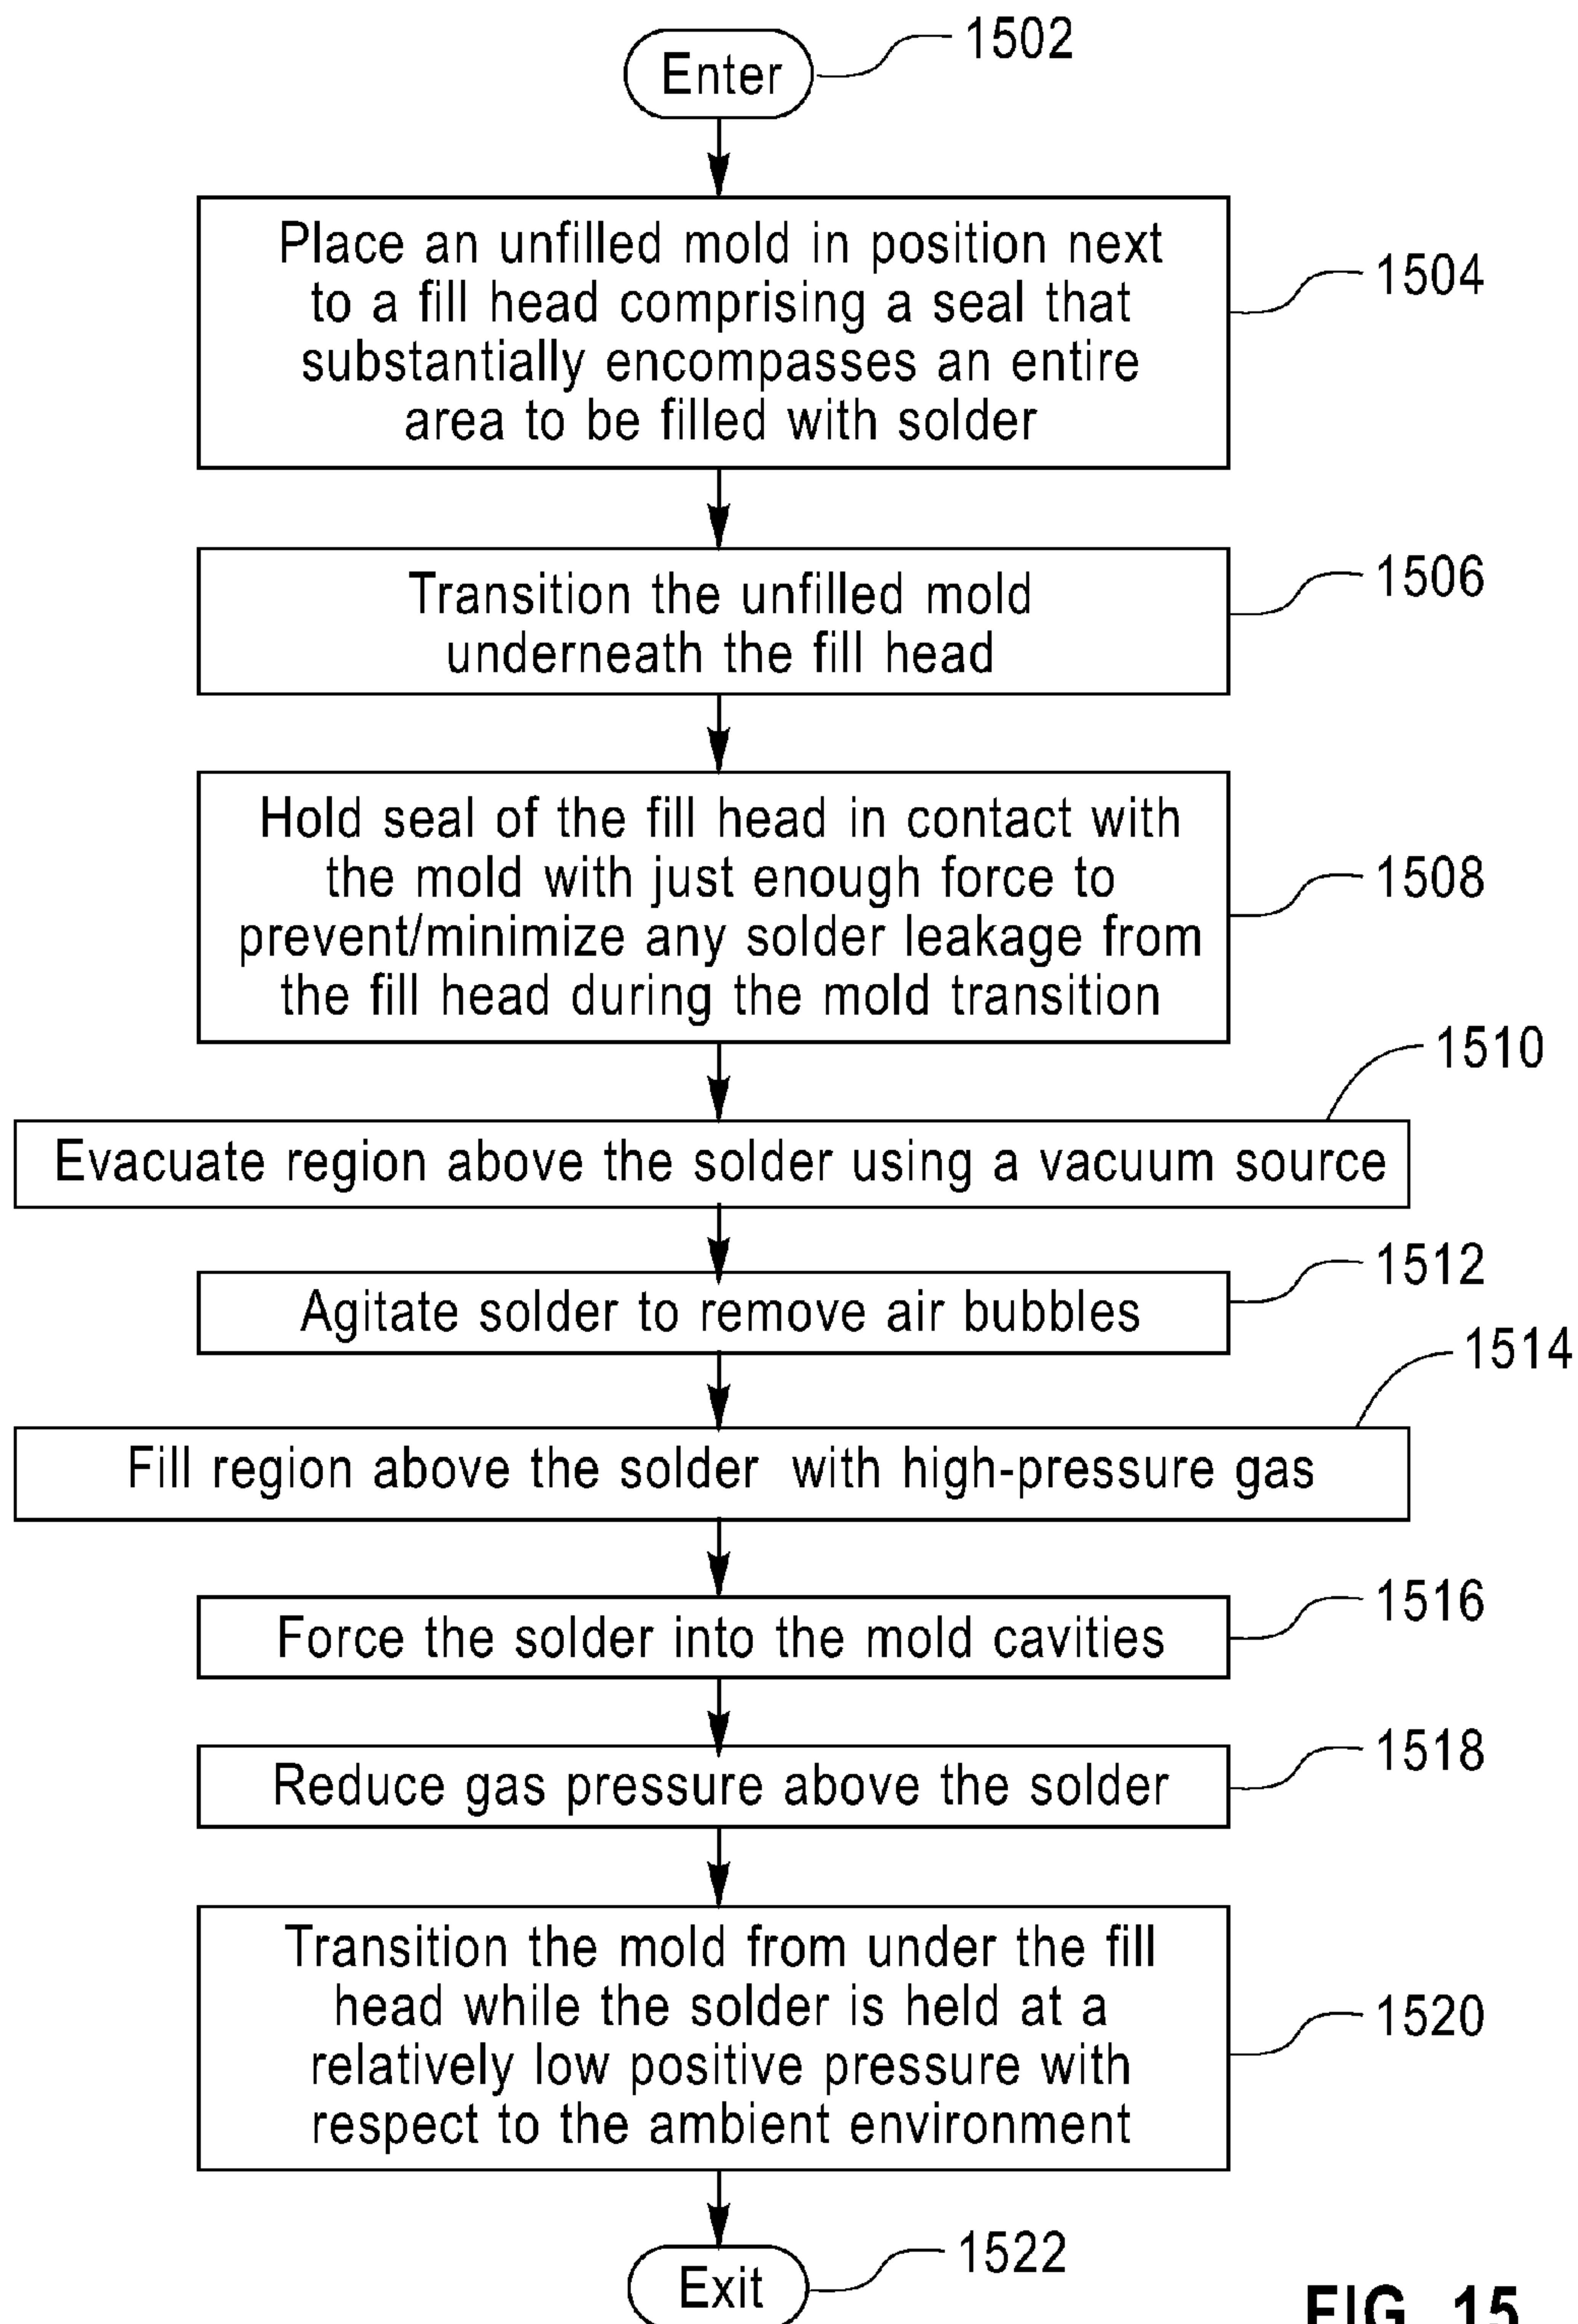 Enter
1502
Place an unfilled mold in position next
to a fill head comprising a seal that
substantially encompasses an entire
area to be filled with solder
1504
Transition the unfilled mold
underneath the fill head
1506
Hold seal of the fill head in contact with
the mold with just enough force to
prevent/minimize any solder leakage from
the fill head during the mold transition
1508
1510
Evacuate region above the solder using a vacuum source
1512
Agitate solder to remove air bubbles
1514
Fill region above the solder with high-pressure gas
1516
Force the solder into the mold cavities
1518
Reduce gas pressure above the solder
Transition the mold from under the fill
head while the solder is held at a
relatively low positive pressure with
respect to the ambient environment
1520
1522
Exit
FIG. 15